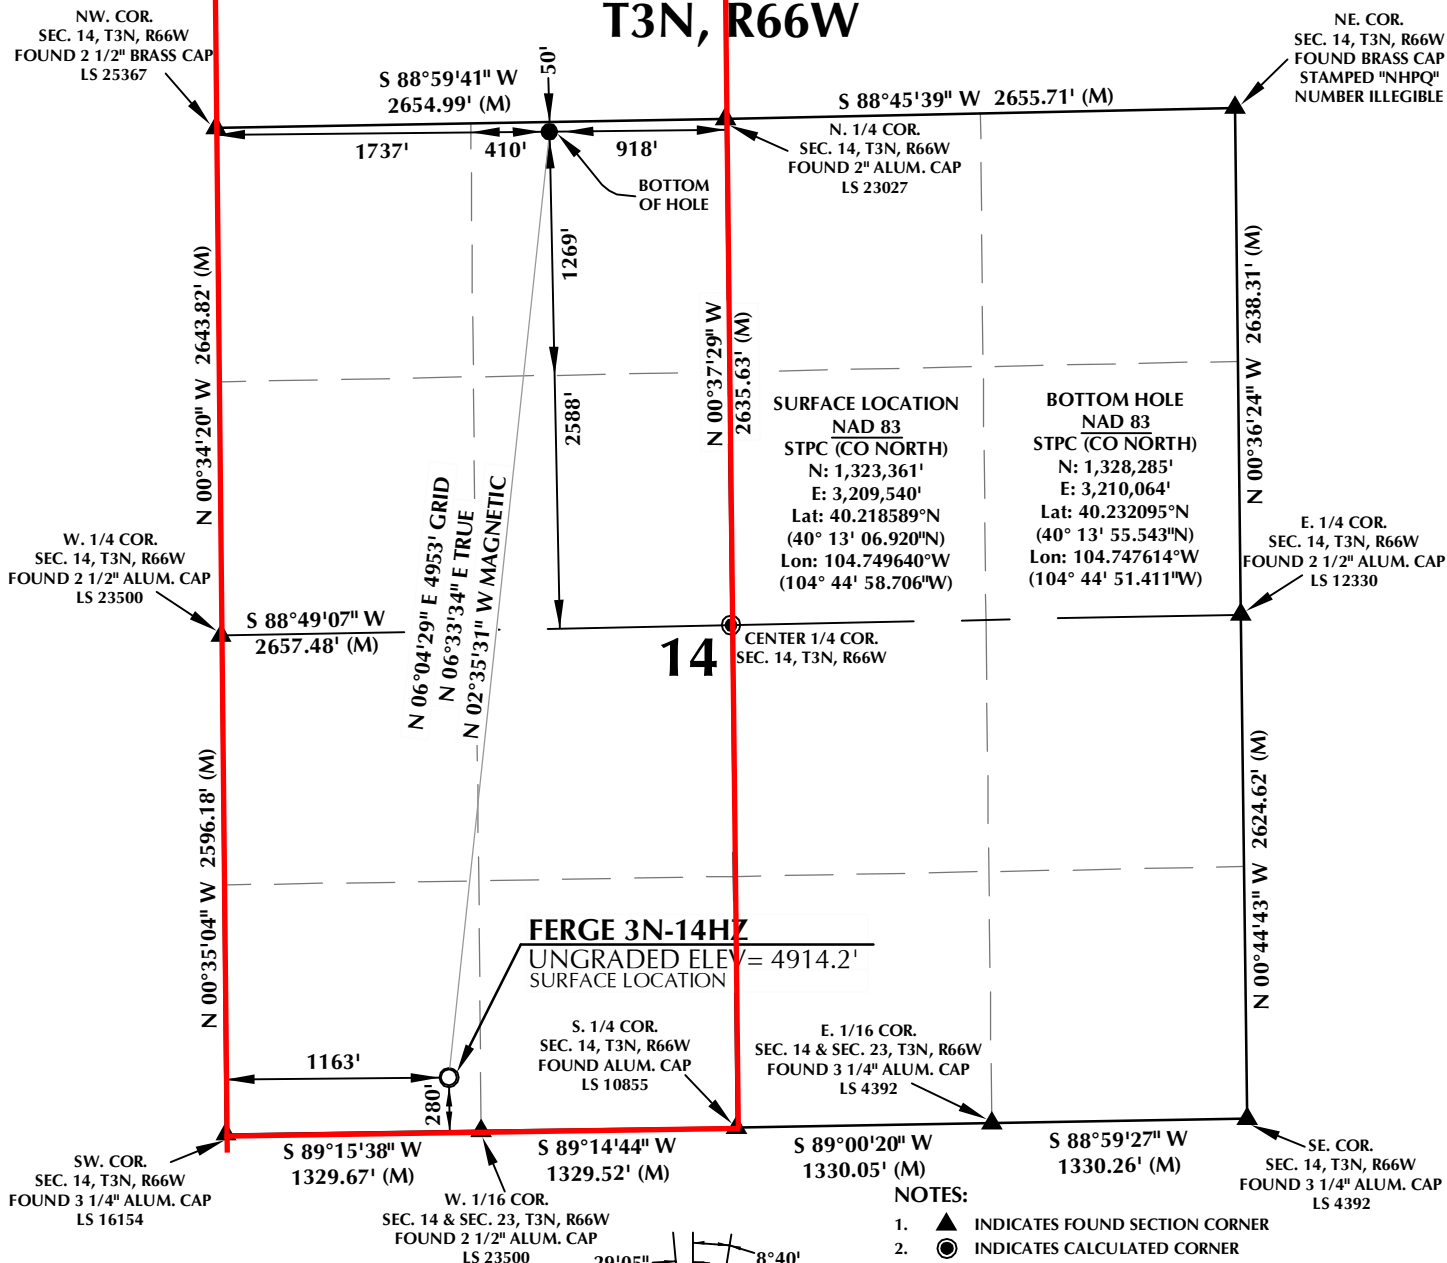 T3N, R66W
NW. COR.
SEC. 14, T3N, R66W
FOUND 2 1/2" BRASS CAP
LS 25367
S 88°59'41" W
2654.99' (M)
50'
S 88°45'39" W 2655.71' (M)
NE. COR.
SEC. 14, T3N, R66W
FOUND BRASS CAP
STAMPED "NHPQ"
NUMBER ILLEGIBLE
1737'
410'
918'
N. 1/4 COR.
SEC. 14, T3N, R66W
FOUND 2" ALUM. CAP
LS 23027
BOTTOM
OF HOLE
1269'
2588'
N 00°34'20" W 2643.82' (M)
N 00°37'29" W
2635.63' (M)
N 00°36'24" W 2638.31' (M)
SURFACE LOCATION
NAD 83
STPC (CO NORTH)
N: 1,323,361'
E: 3,209,540'
Lat: 40.218589°N
(40° 13' 06.920"N)
Lon: 104.749640°W
(104° 44' 58.706"W)
BOTTOM HOLE
NAD 83
STPC (CO NORTH)
N: 1,328,285'
E: 3,210,064'
Lat: 40.232095°N
(40° 13' 55.543"N)
Lon: 104.747614°W
(104° 44' 51.411"W)
N 06°04'29" E 4953' GRID
N 06°33'34" E TRUE
N 02°35'31" W MAGNETIC
W. 1/4 COR.
SEC. 14, T3N, R66W
FOUND 2 1/2" ALUM. CAP
LS 23500
E. 1/4 COR.
SEC. 14, T3N, R66W
FOUND 2 1/2" ALUM. CAP
LS 12330
S 88°49'07" W
2657.48' (M)
14
CENTER 1/4 COR.
SEC. 14, T3N, R66W
N 00°35'04" W 2596.18' (M)
N 00°44'43" W 2624.62' (M)
FERGE 3N-14HZ
UNGRADED ELEV= 4914.2'
SURFACE LOCATION
1163'
280'
S. 1/4 COR.
SEC. 14, T3N, R66W
FOUND ALUM. CAP
LS 10855
E. 1/16 COR.
SEC. 14 & SEC. 23, T3N, R66W
FOUND 3 1/4" ALUM. CAP
LS 4392
SW. COR.
SEC. 14, T3N, R66W
FOUND 3 1/4" ALUM. CAP
LS 16154
S 89°15'38" W
1329.67' (M)
S 89°14'44" W
1329.52' (M)
S 89°00'20" W
1330.05' (M)
S 88°59'27" W
1330.26' (M)
SE. COR.
SEC. 14, T3N, R66W
FOUND 3 1/4" ALUM. CAP
LS 4392
W. 1/16 COR.
SEC. 14 & SEC. 23, T3N, R66W
FOUND 2 1/2" ALUM. CAP
LS 23500
NOTES:
1. INDICATES FOUND SECTION CORNER
2. INDICATES CALCULATED CORNER
29'05"
8°40'